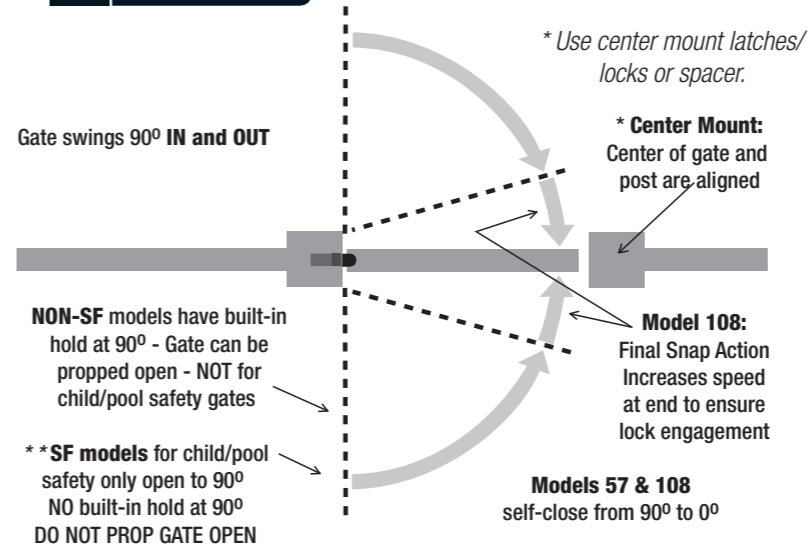 * Use center mount latches/
locks or spacer.
Gate swings 90º IN and OUT
* Center Mount:
Center of gate and
post are aligned
NON-SF models have built-in
hold at 90º - Gate can be
propped open - NOT for
child/pool safety gates
Model 108:
Final Snap Action
Increases speed
at end to ensure
lock engagement
* * SF models for child/pool
safety only open to 90º
NO built-in hold at 90º
DO NOT PROP GATE OPEN
Models 57 & 108
self-close from 90º to 0º